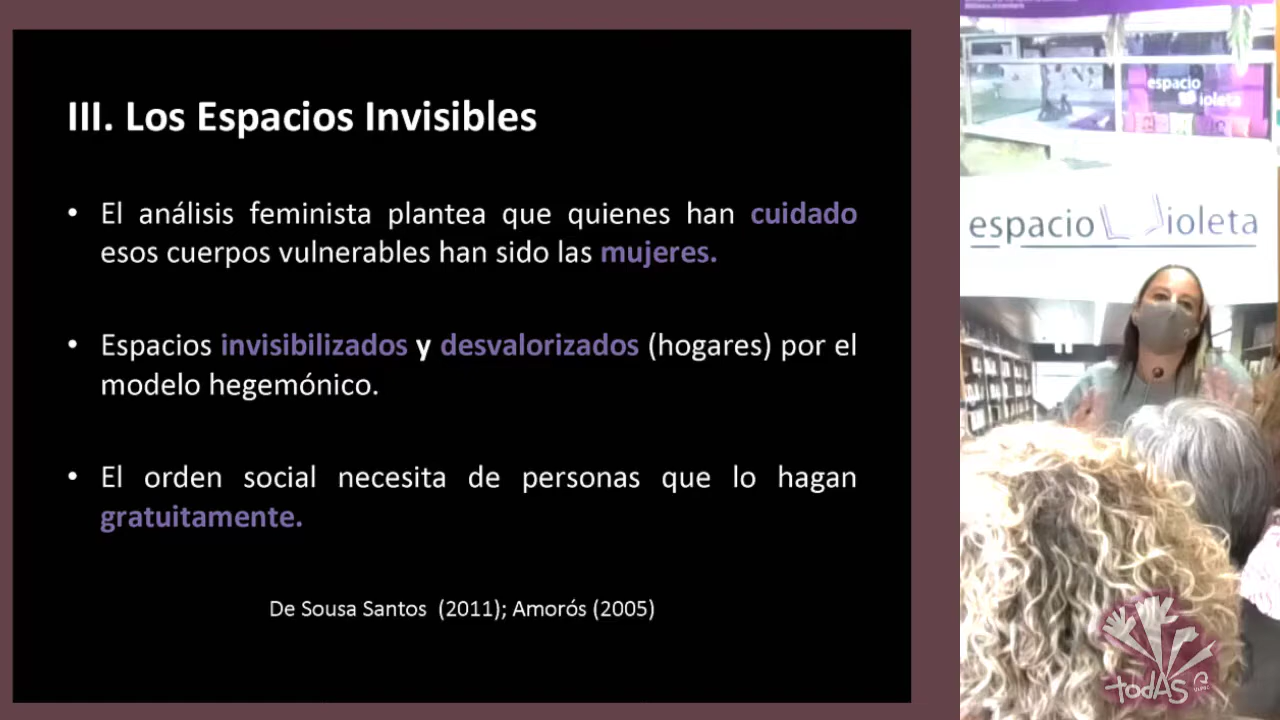 III. Los Espacios Invisibles
• El análisis feminista plantea que quienes han cuidado
esos cuerpos vulnerables han sido las mujeres.
• Espacios invisibilizados y desvalorizados (hogares) por el
modelo hegemónico.
• El orden social necesita de personas que lo hagan
gratuitamente.
De Sousa Santos (2011); Amorós (2005)
espacio
ioleta
espacio ioleta
todAS